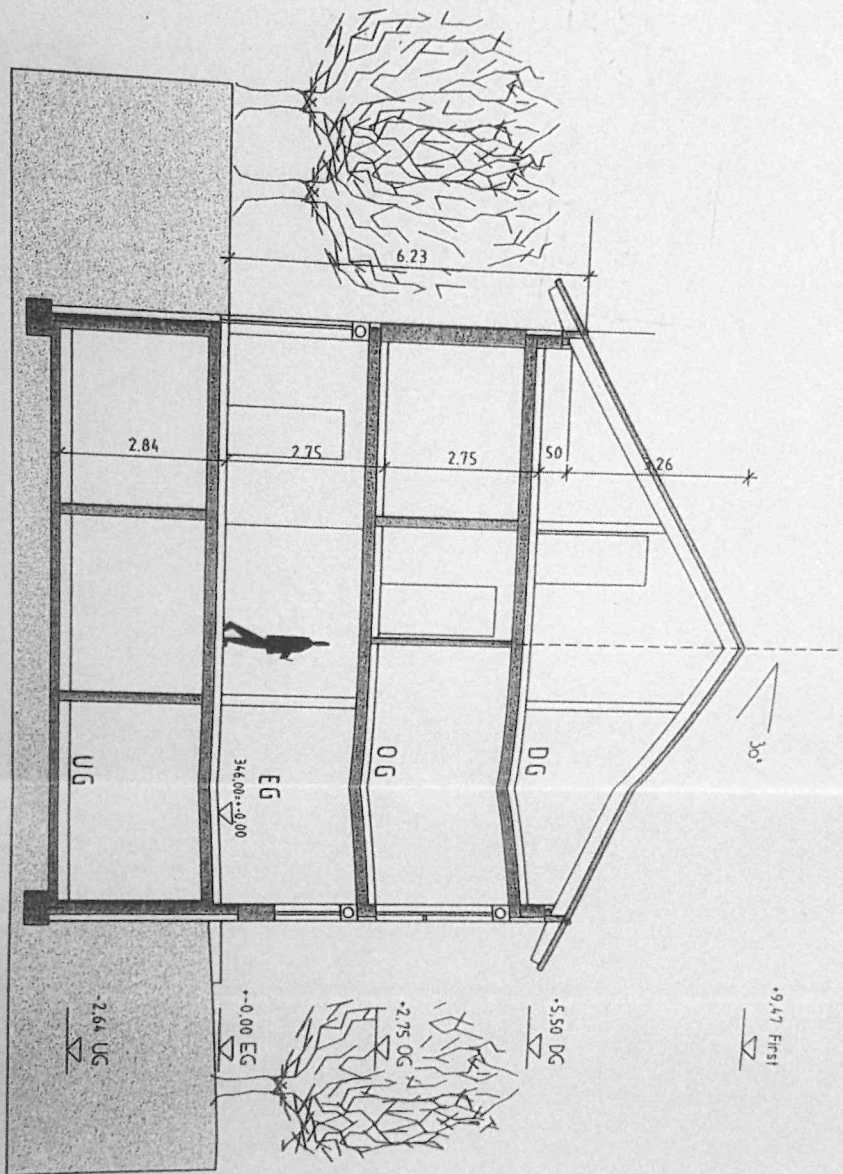 6.23
2.84
2.75
2.75
50
3.26
30°
DG
OG
EG
346,00=+-0.00
UG
+9.47 First
+5.50 DG
+2.75 OG
+-0.00 EG
-2.64 UG